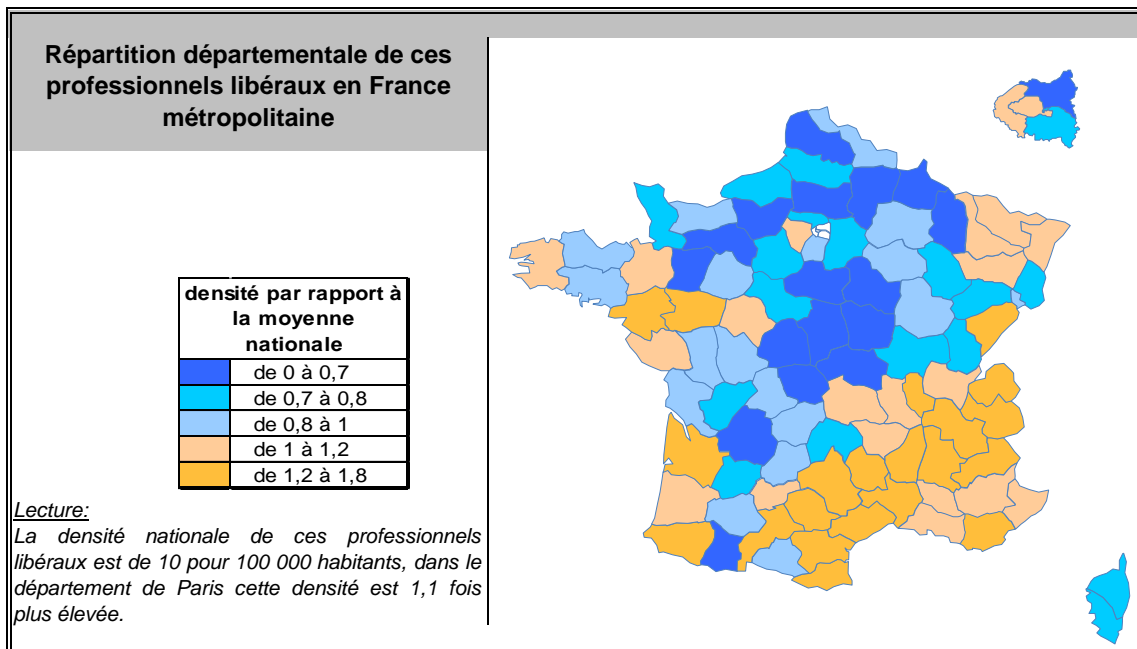 Répartition départementale de ces
professionnels libéraux en France
métropolitaine
densité par rapport à
la moyenne
nationale
de 0 à 0,7
de 0,7 à 0,8
de 0,8 à 1
de 1 à 1,2
de 1,2 à 1,8
Lecture:
La densité nationale de ces professionnels
libéraux est de 10 pour 100 000 habitants, dans le
département de Paris cette densité est 1,1 fois
plus élevée.